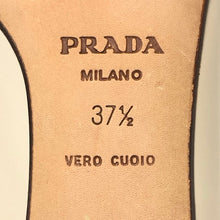 PRADA
MILANO
37½
VERO CUOIO